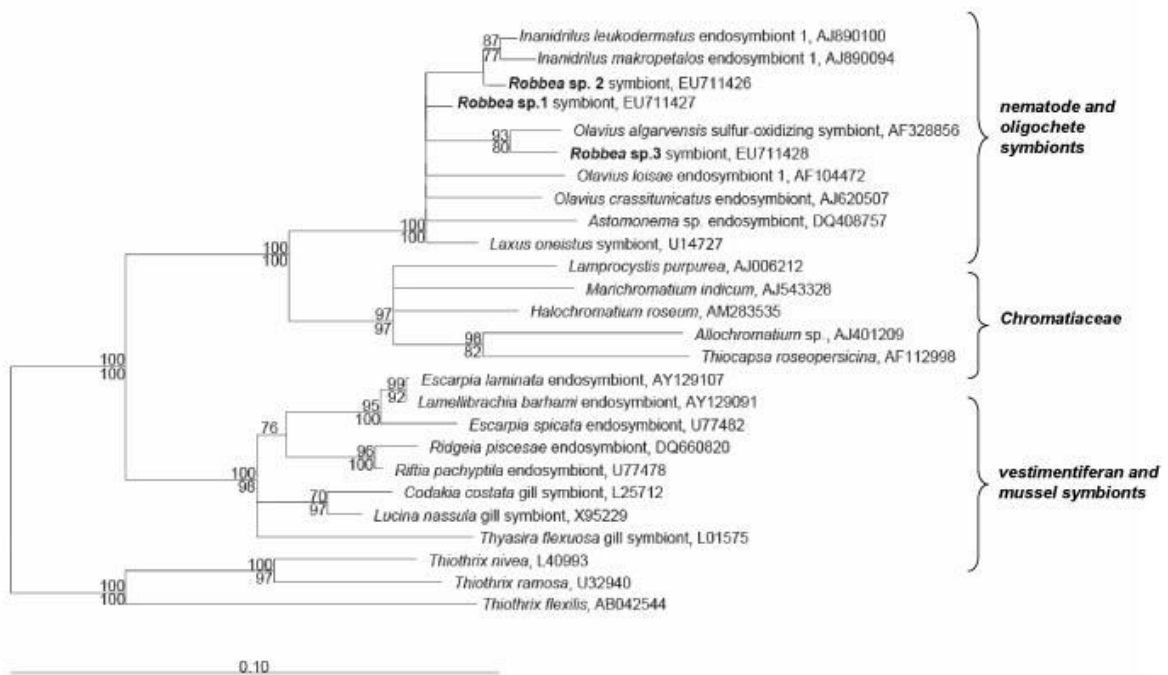 87
77
Inanidrilus leukodermatus endosymbiont 1, AJ890100
Inanidrilus makropetalos endosymbiont 1, AJ890094
Robbea sp. 2 symbiont, EU711426
Robbea sp.1 symbiont, EU711427
93
80
Olavius algarvensis sulfur-oxidizing symbiont, AF328856
Robbea sp.3 symbiont, EU711428
Olavius loisae endosymbiont 1, AF104472
Olavius crassitunicatus endosymbiont, AJ620507
Astomonema sp. endosymbiont, DQ408757
100
100
Laxus oneistus symbiont, U14727
nematode and
oligochete
symbionts
100
100
Lamprocystis purpurea, AJ006212
Marichromatium indicum, AJ543328
97
97
Halochromatium roseum, AM283535
98
82
Allochromatium sp., AJ401209
Thiocapsa roseopersicina, AF112998
Chromatiaceae
100
100
99
92
Escarpia laminata endosymbiont, AY129107
Lamellibrachia barhami endosymbiont, AY129091
95
100
Escarpia spicata endosymbiont, U77482
76
96
100
Ridgeia piscesae endosymbiont, DQ660820
Riftia pachyptila endosymbiont, U77478
100
98
70
97
Codakia costata gill symbiont, L25712
Lucina nassula gill symbiont, X95229
Thyasira flexuosa gill symbiont, L01575
vestimentiferan and
mussel symbionts
100
97
Thiothrix nivea, L40993
Thiothrix ramosa, U32940
100
100
Thiothrix flexilis, AB042544
0.10